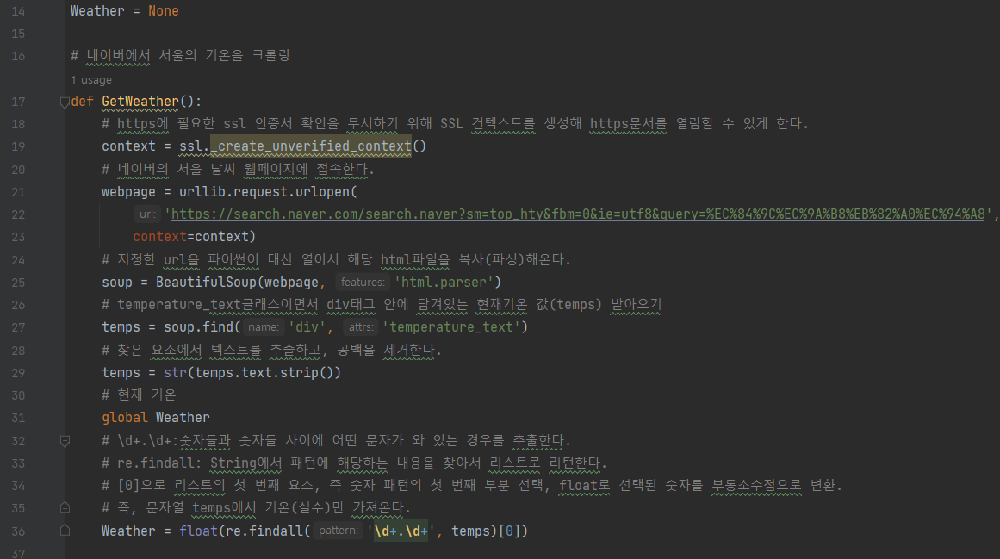 14 Weather = None
15
16 # 네이버에서 서울의 기온을 크롤링
1 usage
17 def GetWeather():
18 # https에 필요한 ssl 인증서 확인을 무시하기 위해 SSL 컨텍스트를 생성해 https문서를 열람할 수 있게 한다.
19 context = ssl._create_unverified_context()
20 # 네이버의 서울 날씨 웹페이지에 접속한다.
21 webpage = urllib.request.urlopen(
22 url: 'https://search.naver.com/search.naver?sm=top_hty&fbm=0&ie=utf8&query=%EC%84%9C%EC%9A%B8%EB%82%A0%EC%94%A8',
23 context=context)
24 # 지정한 url을 파이썬이 대신 열어서 해당 html파일을 복사(파싱)해온다.
25 soup = BeautifulSoup(webpage, features: 'html.parser')
26 # temperature_text클래스이면서 div태그 안에 담겨있는 현재기온 값(temps) 받아오기
27 temps = soup.find( name: 'div', attrs: 'temperature_text')
28 # 찾은 요소에서 텍스트를 추출하고, 공백을 제거한다.
29 temps = str(temps.text.strip())
30 # 현재 기온
31 global Weather
32 # \d+.\d+:숫자들과 숫자들 사이에 어떤 문자가 와 있는 경우를 추출한다.
33 # re.findall: String에서 패턴에 해당하는 내용을 찾아서 리스트로 리턴한다.
34 # [0]으로 리스트의 첫 번째 요소, 즉 숫자 패턴의 첫 번째 부분 선택, float로 선택된 숫자를 부동소수점으로 변환.
35 # 즉, 문자열 temps에서 기온(실수)만 가져온다.
36 Weather = float(re.findall( pattern: '\d+.\d+', temps)[0])
37